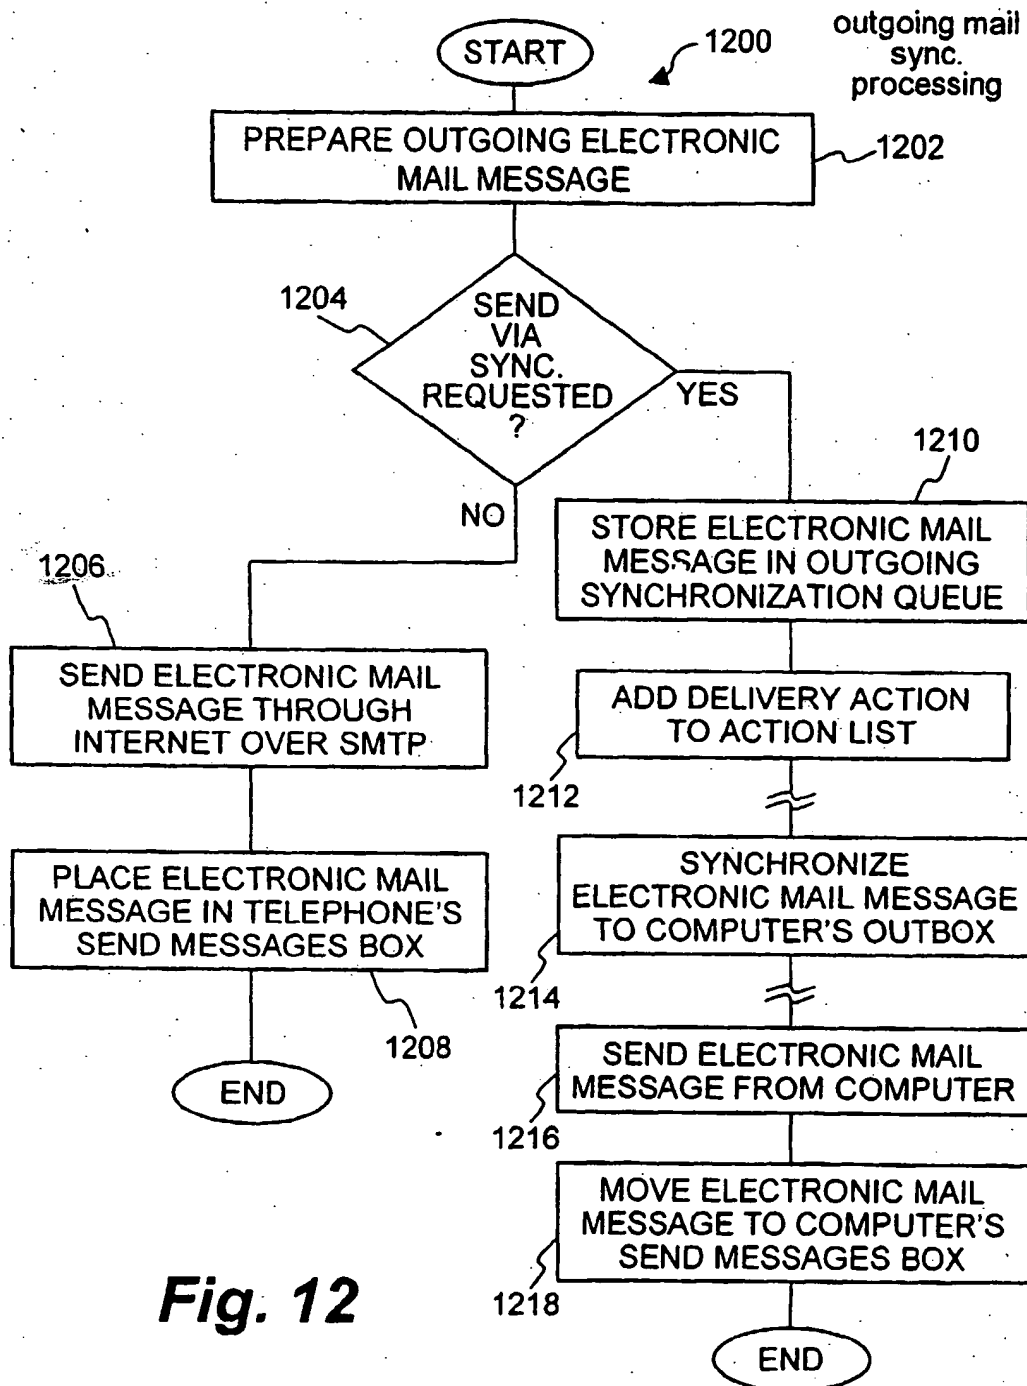 outgoing mail
sync.
processing
START
1200
PREPARE OUTGOING ELECTRONIC
MAIL MESSAGE
1202
1204
SEND
VIA
SYNC.
REQUESTED
?
YES
NO
1206
SEND ELECTRONIC MAIL
MESSAGE THROUGH
INTERNET OVER SMTP
PLACE ELECTRONIC MAIL
MESSAGE IN TELEPHONE'S
SEND MESSAGES BOX
1208
END
1210
STORE ELECTRONIC MAIL
MESSAGE IN OUTGOING
SYNCHRONIZATION QUEUE
ADD DELIVERY ACTION
TO ACTION LIST
1212
SYNCHRONIZE
ELECTRONIC MAIL MESSAGE
TO COMPUTER'S OUTBOX
1214
SEND ELECTRONIC MAIL
MESSAGE FROM COMPUTER
1216
MOVE ELECTRONIC MAIL
MESSAGE TO COMPUTER'S
SEND MESSAGES BOX
1218
END
Fig. 12